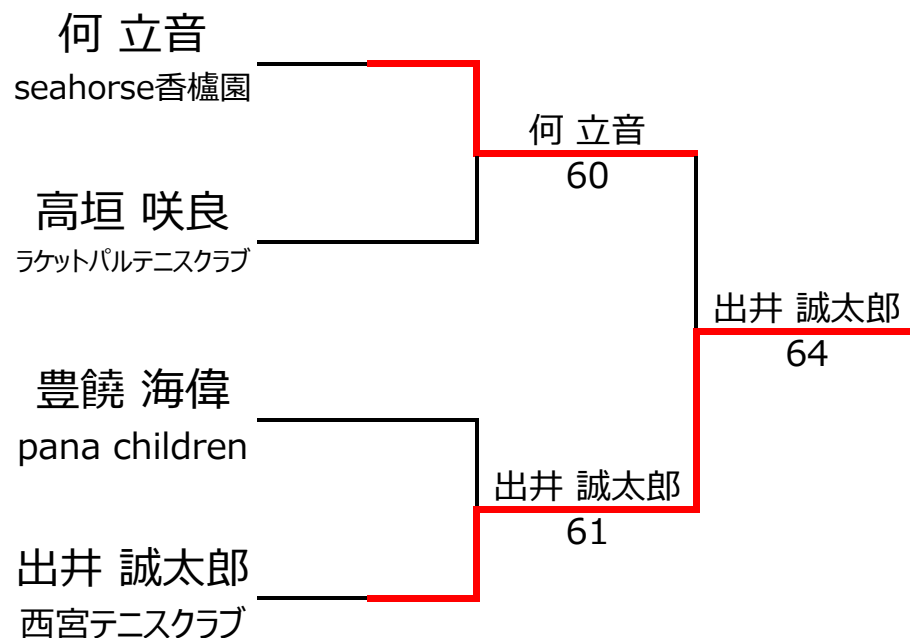 何 立音
seahorse香櫨園
何 立音
60
高垣 咲良
ラケットパルテニスクラブ
出井 誠太郎
64
豊饒 海偉
pana children
出井 誠太郎
61
出井 誠太郎
西宮テニスクラブ